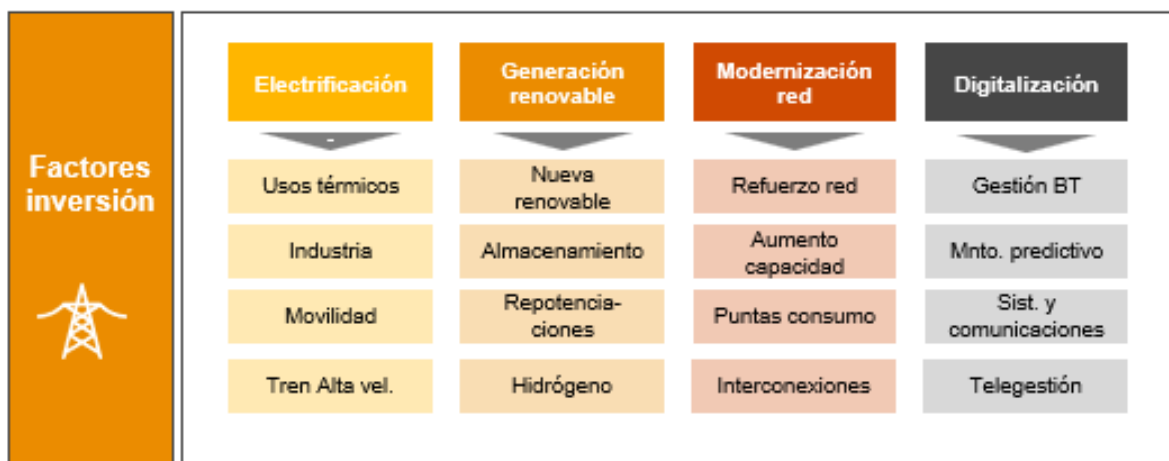 Factores
inversión
Electrificación
-
Usos térmicos
Industria
Movilidad
Tren Alta vel.
Generación
renovable
Nueva
renovable
Almacenamiento
Repotencia-
ciones
Hidrógeno
Modernización
red
Refuerzo red
Aumento
capacidad
Puntas consumo
Interconexiones
Digitalización
Gestión BT
Mnto. predictivo
Sist. y
comunicaciones
Telegestión